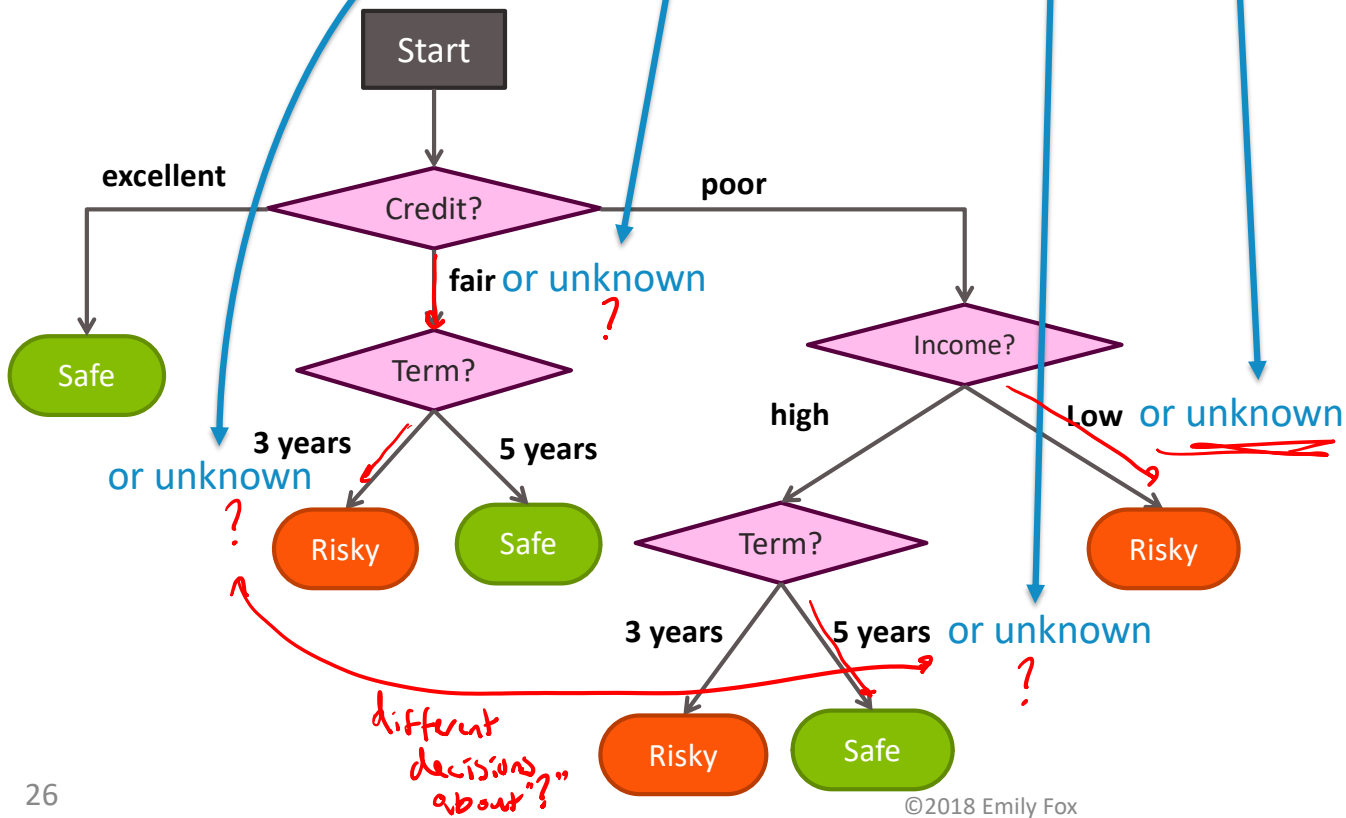 Start
excellent
Credit?
poor
fair or unknown
?
Safe
Term?
Income?
high
Low or unknown
3 years
5 years
or unknown
?
Risky
Safe
Term?
Risky
3 years
5 years or unknown
?
different
decisions
about "?"
Risky
Safe
26
©2018 Emily Fox